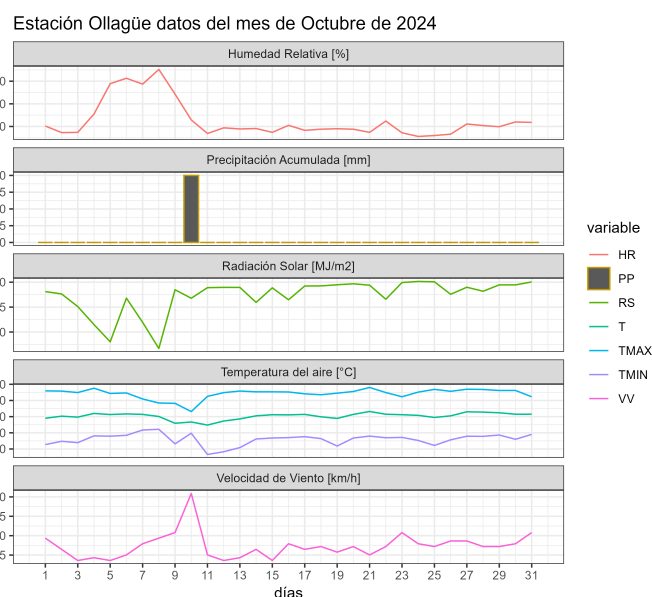 Estación Ollagüe datos del mes de Octubre de 2024
Humedad Relativa [%]
Precipitación Acumulada [mm]
Radiación Solar [MJ/m2]
Temperatura del aire [°C]
Velocidad de Viento [km/h]
1 3 5 7 9 11 13 15 17 19 21 23 25 27 29 31
días
variable
HR
PP
RS
T
TMAX
TMIN
VV